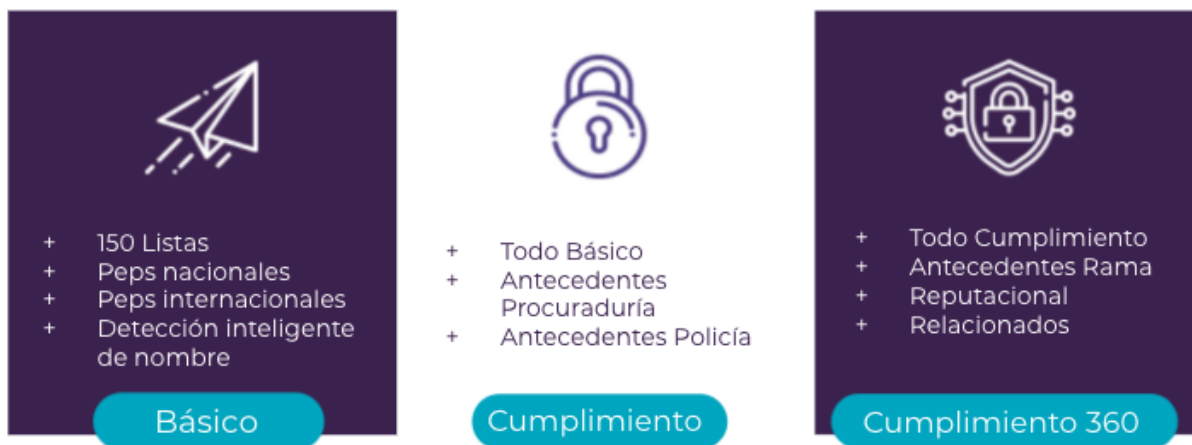 + 150 Listas
+ Peps nacionales
+ Peps internacionales
+ Detección inteligente
de nombre
Básico
+ Todo Básico
+ Antecedentes
Procuraduría
+ Antecedentes Policía
Cumplimiento
+ Todo Cumplimiento
+ Antecedentes Rama
+ Reputacional
+ Relacionados
Cumplimiento 360